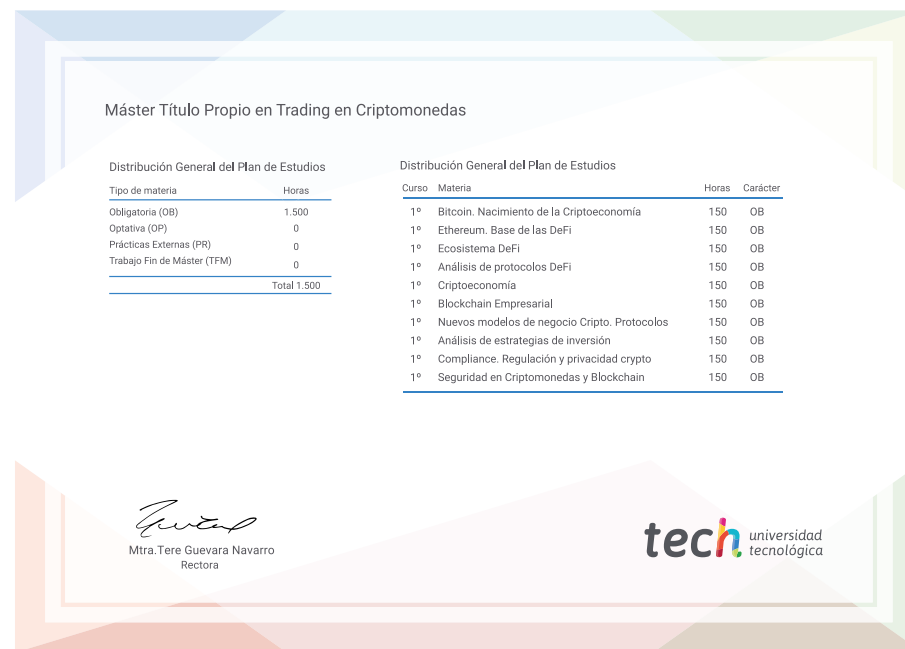 Máster Título Propio en Trading en Criptomonedas
Distribución General del Plan de Estudios
Tipo de materia Horas
Obligatoria (OB) 1.500
Optativa (OP) 0
Prácticas Externas (PR) 0
Trabajo Fin de Máster (TFM) 0
Total 1.500
Distribución General del Plan de Estudios
Curso Materia Horas Carácter
1º Bitcoin. Nacimiento de la Criptoeconomía 150 OB
1º Ethereum. Base de las DeFi 150 OB
1º Ecosistema DeFi 150 OB
1º Análisis de protocolos DeFi 150 OB
1º Criptoeconomía 150 OB
1º Blockchain Empresarial 150 OB
1º Nuevos modelos de negocio Cripto. Protocolos 150 OB
1º Análisis de estrategias de inversión 150 OB
1º Compliance. Regulación y privacidad crypto 150 OB
1º Seguridad en Criptomonedas y Blockchain 150 OB
Mtra.Tere Guevara Navarro
Rectora
tech universidad
tecnológica